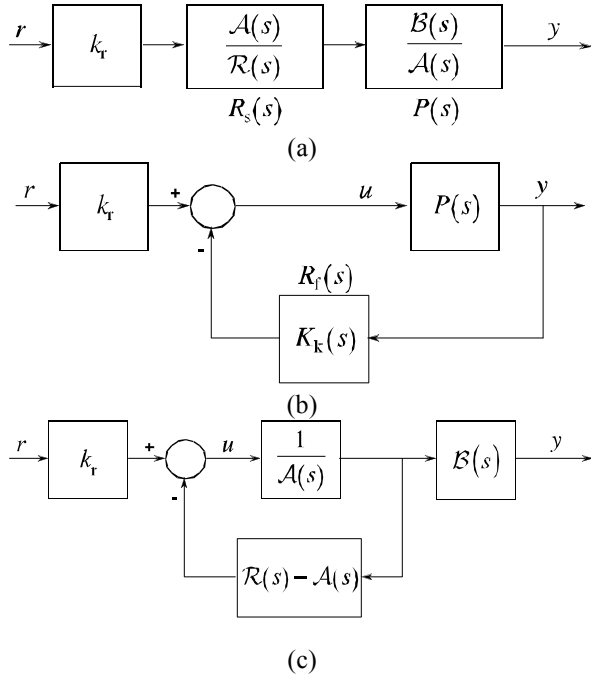 r k_r 𝒜(s)/ℛ(s) ℬ(s)/𝒜(s) y
R_s(s) P(s)
(a)
r k_r + - u P(s) y
R_f(s)
K_k(s)
(b)
r k_r + - u 1/𝒜(s) ℬ(s) y
ℛ(s) – 𝒜(s)
(c)